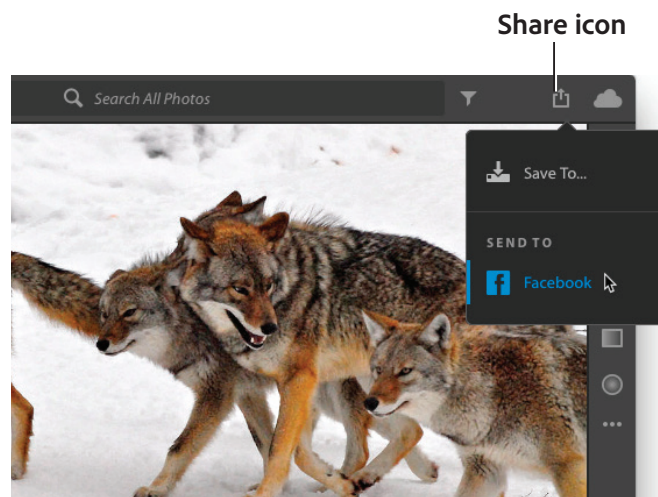 Share icon
Search All Photos
Save To...
SEND TO
Facebook